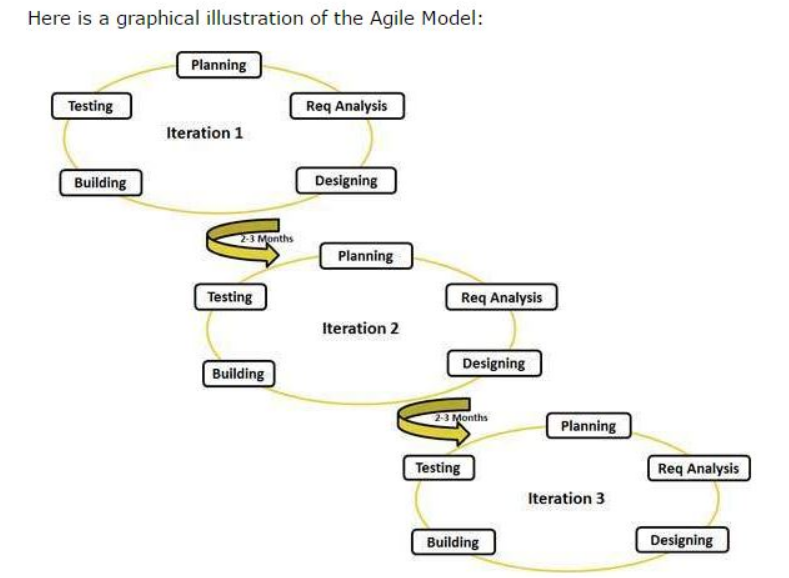 Here is a graphical illustration of the Agile Model:
Planning
Testing
Req Analysis
Iteration 1
Building
Designing
2-3 Months
Planning
Testing
Req Analysis
Iteration 2
Building
Designing
2-3 Months
Planning
Testing
Req Analysis
Iteration 3
Building
Designing